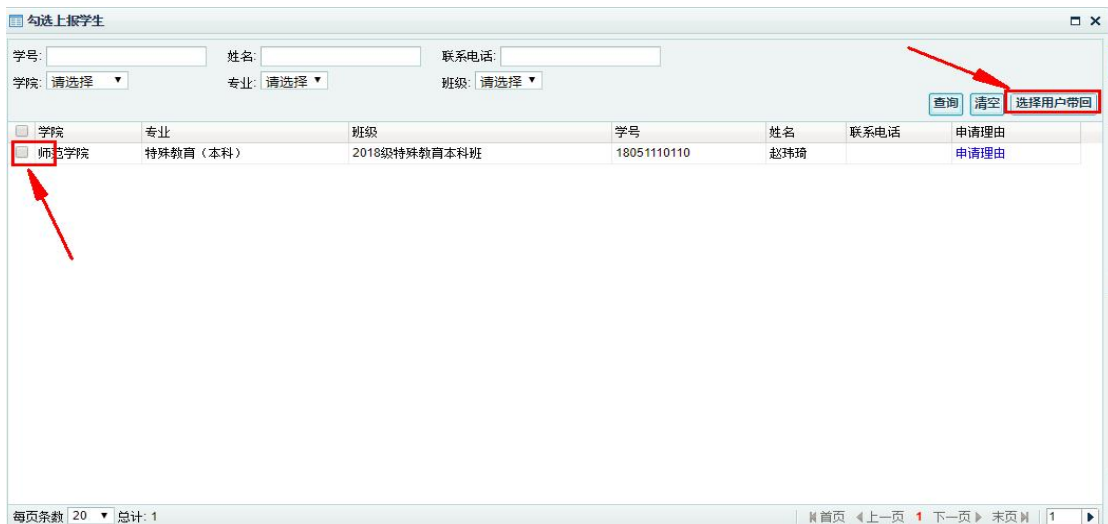 勾选上报学生
学号: 姓名: 联系电话:
学院: 请选择 专业: 请选择 班级: 请选择
查询 清空 选择用户带回
学院 专业 班级 学号 姓名 联系电话 申请理由
师范学院 特殊教育（本科） 2018级特殊教育本科班 18051110110 赵玮琦 申请理由
每页条数 20 总计: 1 首页 上一页 1 下一页 末页 1